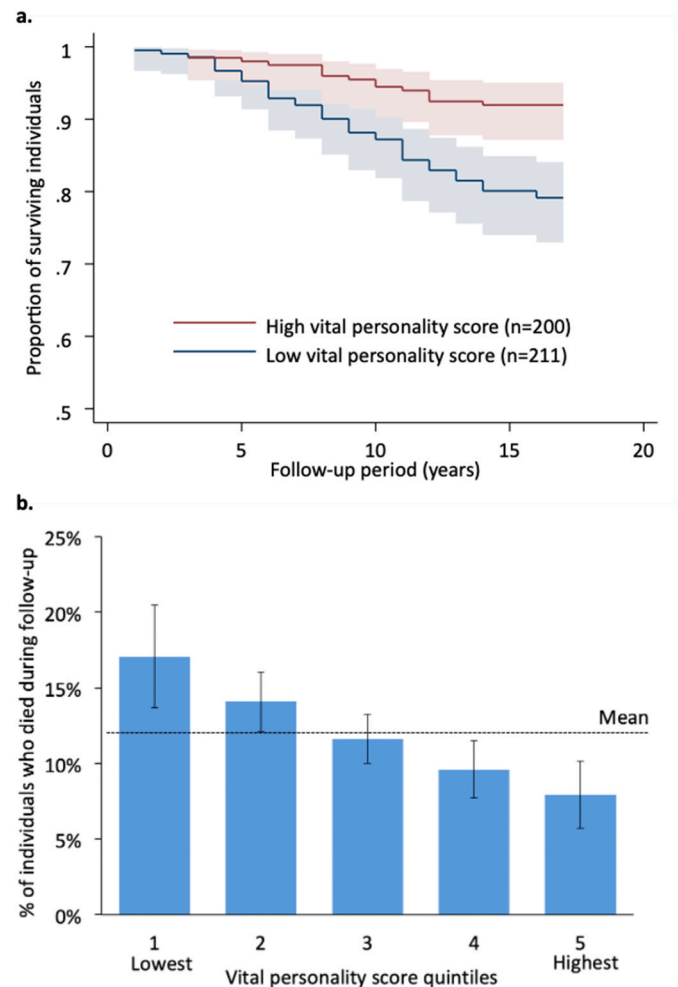 a.
Proportion of surviving individuals
1
.9
.8
.7
.6
.5
High vital personality score (n=200)
Low vital personality score (n=211)
0 5 10 15 20
Follow-up period (years)
b.
% of individuals who died during follow-up
25%
20%
15%
10%
5%
0%
Mean
1 2 3 4 5
Lowest Highest
Vital personality score quintiles